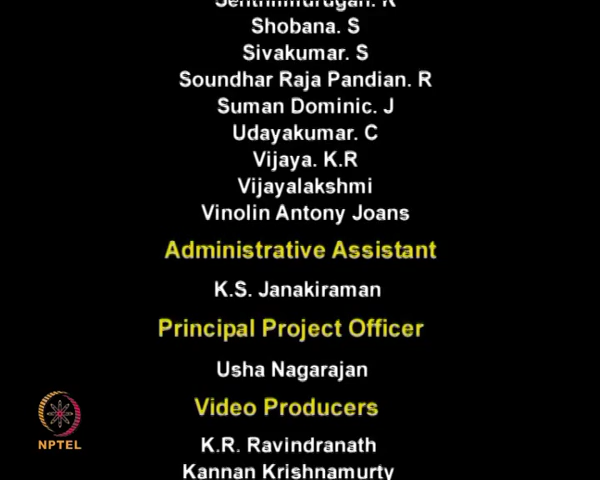 Senthilmurugan. R
Shobana. S
Sivakumar. S
Soundhar Raja Pandian. R
Suman Dominic. J
Udayakumar. C
Vijaya. K.R
Vijayalakshmi
Vinolin Antony Joans
Administrative Assistant
K.S. Janakiraman
Principal Project Officer
Usha Nagarajan
Video Producers
K.R. Ravindranath
Kannan Krishnamurty
NPTEL